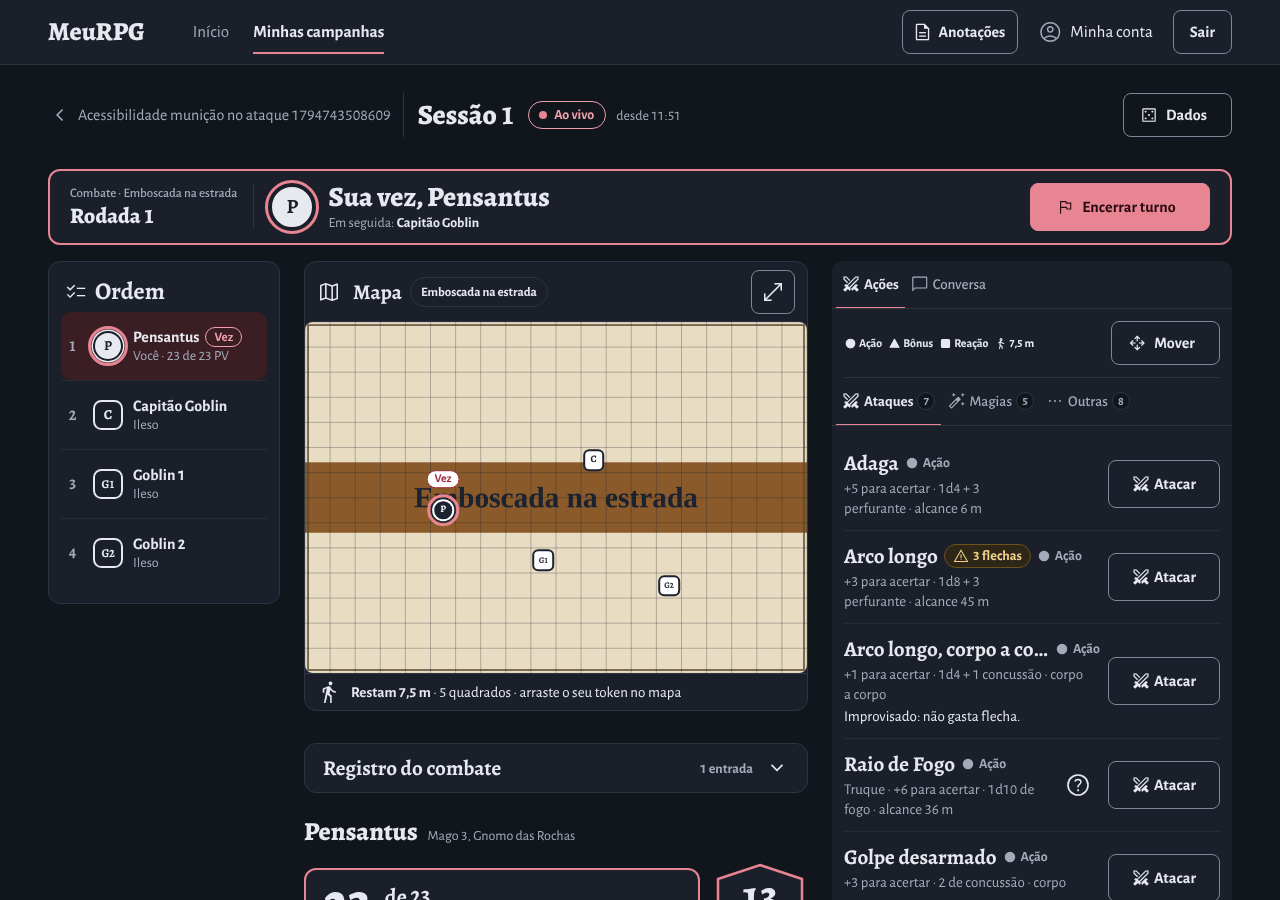 MeuRPG
Início
Minhas campanhas
Anotações
Minha conta
Sair
Acessibilidade munição no ataque 1794743508609
Sessão 1
Ao vivo
desde 11:51
Dados
Combate · Emboscada na estrada
Rodada 1
P
Sua vez, Pensantus
Em seguida: Capitão Goblin
Encerrar turno
Ordem
1
P
Pensantus
Vez
Você · 23 de 23 PV
2
C
Capitão Goblin
Ileso
3
G1
Goblin 1
Ileso
4
G2
Goblin 2
Ileso
Mapa
Emboscada na estrada
C
Vez
Emboscada na estrada
P
G1
G2
Restam 7,5 m · 5 quadrados · arraste o seu token no mapa
Registro do combate
1 entrada
Pensantus
Mago 3, Gnomo das Rochas
de 23
Ações
Conversa
Ação
Bônus
Reação
7,5 m
Mover
Ataques 7
Magias 5
Outras 8
Adaga
Ação
+5 para acertar · 1d4 + 3
perfurante · alcance 6 m
Atacar
Arco longo
3 flechas
Ação
+3 para acertar · 1d8 + 3
perfurante · alcance 45 m
Atacar
Arco longo, corpo a co...
Ação
+1 para acertar · 1d4 + 1 concussão · corpo
a corpo
Improvisado: não gasta flecha.
Atacar
Raio de Fogo
Ação
Truque · +6 para acertar · 1d10 de
fogo · alcance 36 m
Atacar
Golpe desarmado
Ação
+3 para acertar · 2 de concussão · corpo
Atacar